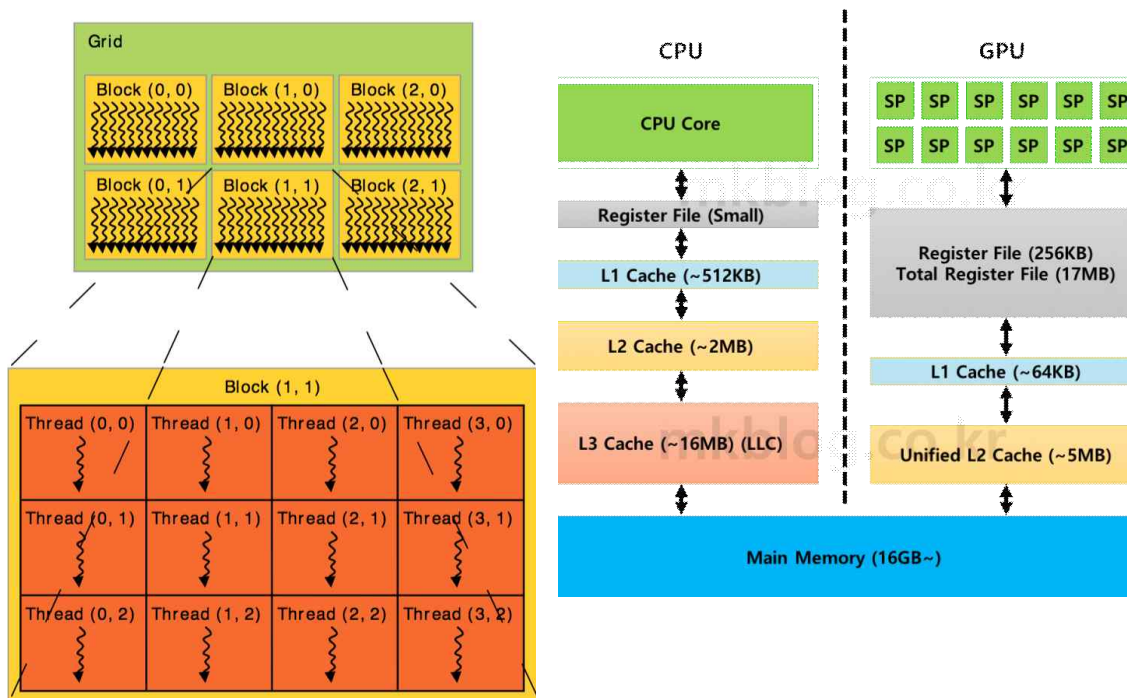 Grid
Block (0, 0)
Block (1, 0)
Block (2, 0)
Block (0, 1)
Block (1, 1)
Block (2, 1)
Block (1, 1)
Thread (0, 0)
Thread (1, 0)
Thread (2, 0)
Thread (3, 0)
Thread (0, 1)
Thread (1, 1)
Thread (2, 1)
Thread (3, 1)
Thread (0, 2)
Thread (1, 2)
Thread (2, 2)
Thread (3, 2)
CPU
CPU Core
Register File (Small)
L1 Cache (~512KB)
L2 Cache (~2MB)
L3 Cache (~16MB) (LLC)
GPU
SP SP SP SP SP SP
SP SP SP SP SP SP
Register File (256KB)
Total Register File (17MB)
L1 Cache (~64KB)
Unified L2 Cache (~5MB)
Main Memory (16GB~)
mkblog.co.kr
mkblog.co.kr